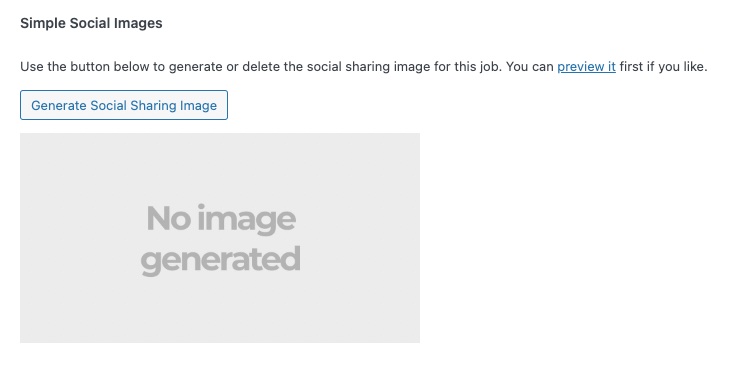 Simple Social Images
Use the button below to generate or delete the social sharing image for this job. You can preview it first if you like.
Generate Social Sharing Image
No image
generated